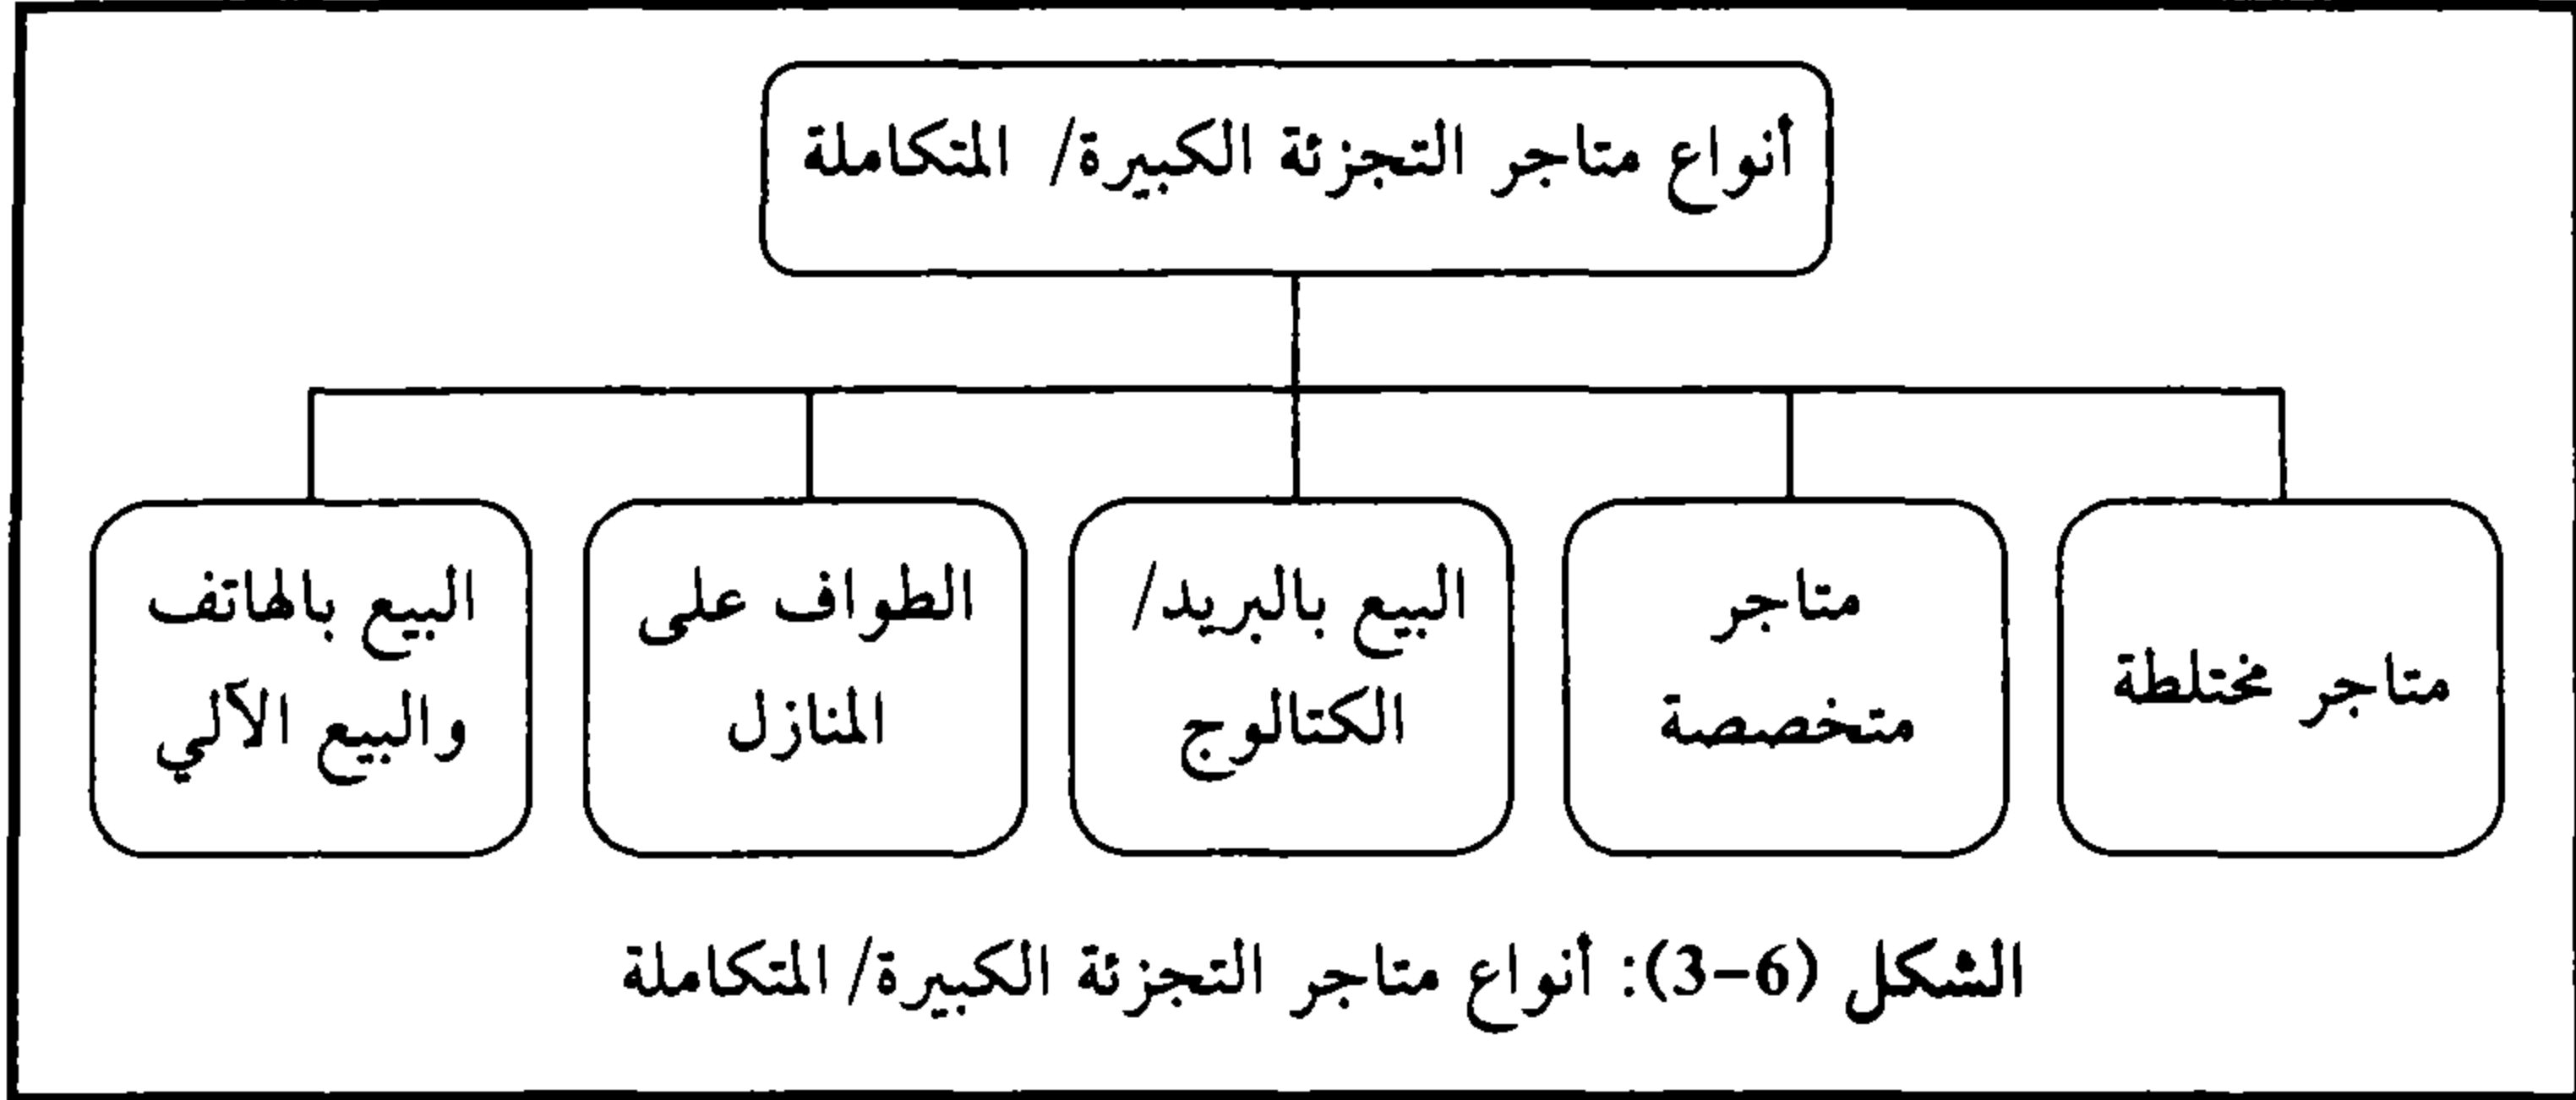 أنواع متاجر التجزئة الكبيرة/ المتكاملة
متاجر مختلطة
متاجر
متخصصة
البيع بالبريد/
الكتالوج
الطواف على
المنازل
البيع بالهاتف
والبيع الآلي
الشكل (6-3): أنواع متاجر التجزئة الكبيرة/ المتكاملة